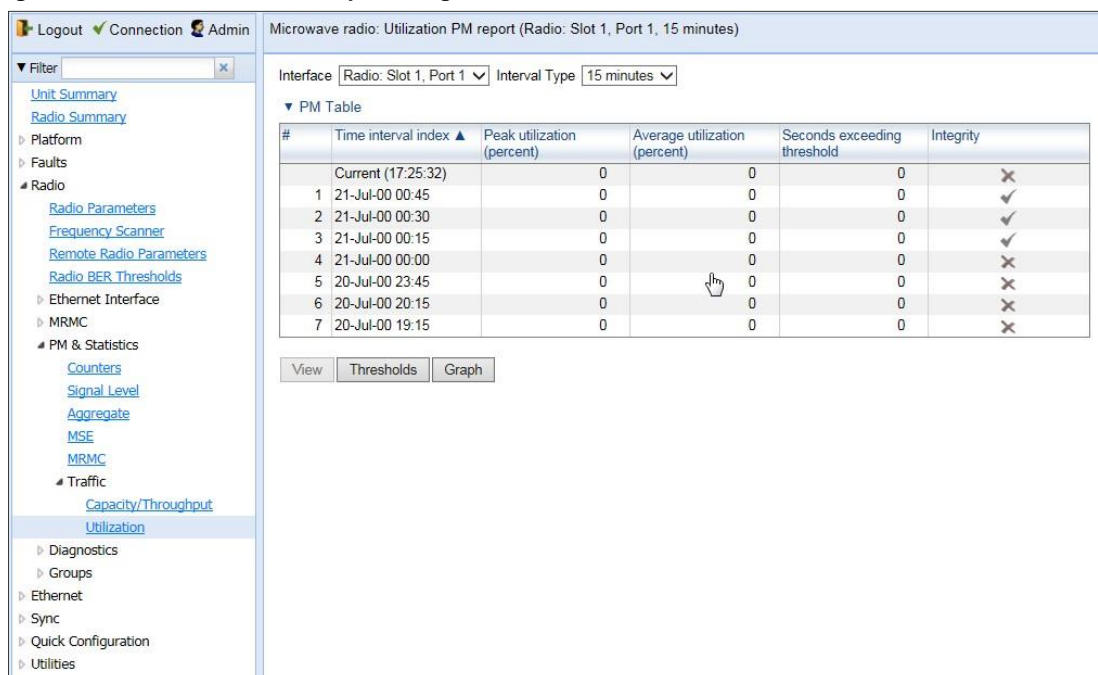 Logout Connection Admin
Filter
Unit Summary
Radio Summary
Platform
Faults
Radio
Radio Parameters
Frequency Scanner
Remote Radio Parameters
Radio BER Thresholds
Ethernet Interface
MRMC
PM & Statistics
Counters
Signal Level
Aggregate
MSE
MRMC
Traffic
Capacity/Throughput
Utilization
Diagnostics
Groups
Ethernet
Sync
Quick Configuration
Utilities
Microwave radio: Utilization PM report (Radio: Slot 1, Port 1, 15 minutes)
Interface Radio: Slot 1, Port 1 Interval Type 15 minutes
PM Table
# Time interval index ▲ Peak utilization (percent) Average utilization (percent) Seconds exceeding threshold Integrity
Current (17:25:32) 0 0 0
1 21-Jul-00 00:45 0 0 0
2 21-Jul-00 00:30 0 0 0
3 21-Jul-00 00:15 0 0 0
4 21-Jul-00 00:00 0 0 0
5 20-Jul-00 23:45 0 0 0
6 20-Jul-00 20:15 0 0 0
7 20-Jul-00 19:15 0 0 0
View Thresholds Graph